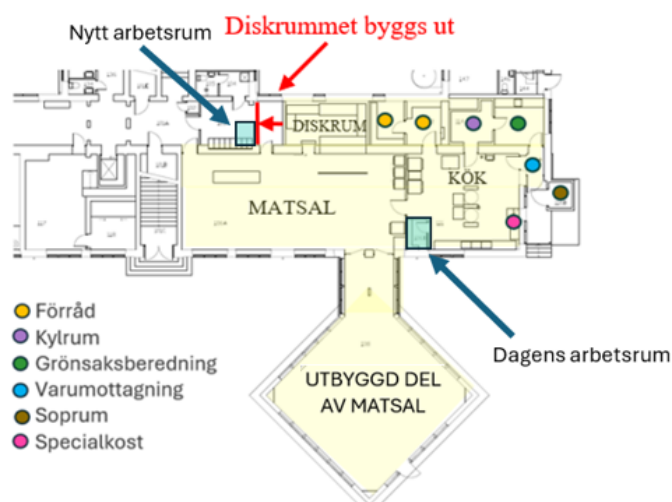 Nytt arbetsrum
Diskrummet byggs ut
DISKRUM
KÖK
MATSAL
Förråd
Kylrum
Grönsaksberedning
Varumottagning
Soprum
Specialkost
Dagens arbetsrum
UTBYGGD DEL
AV MATSAL